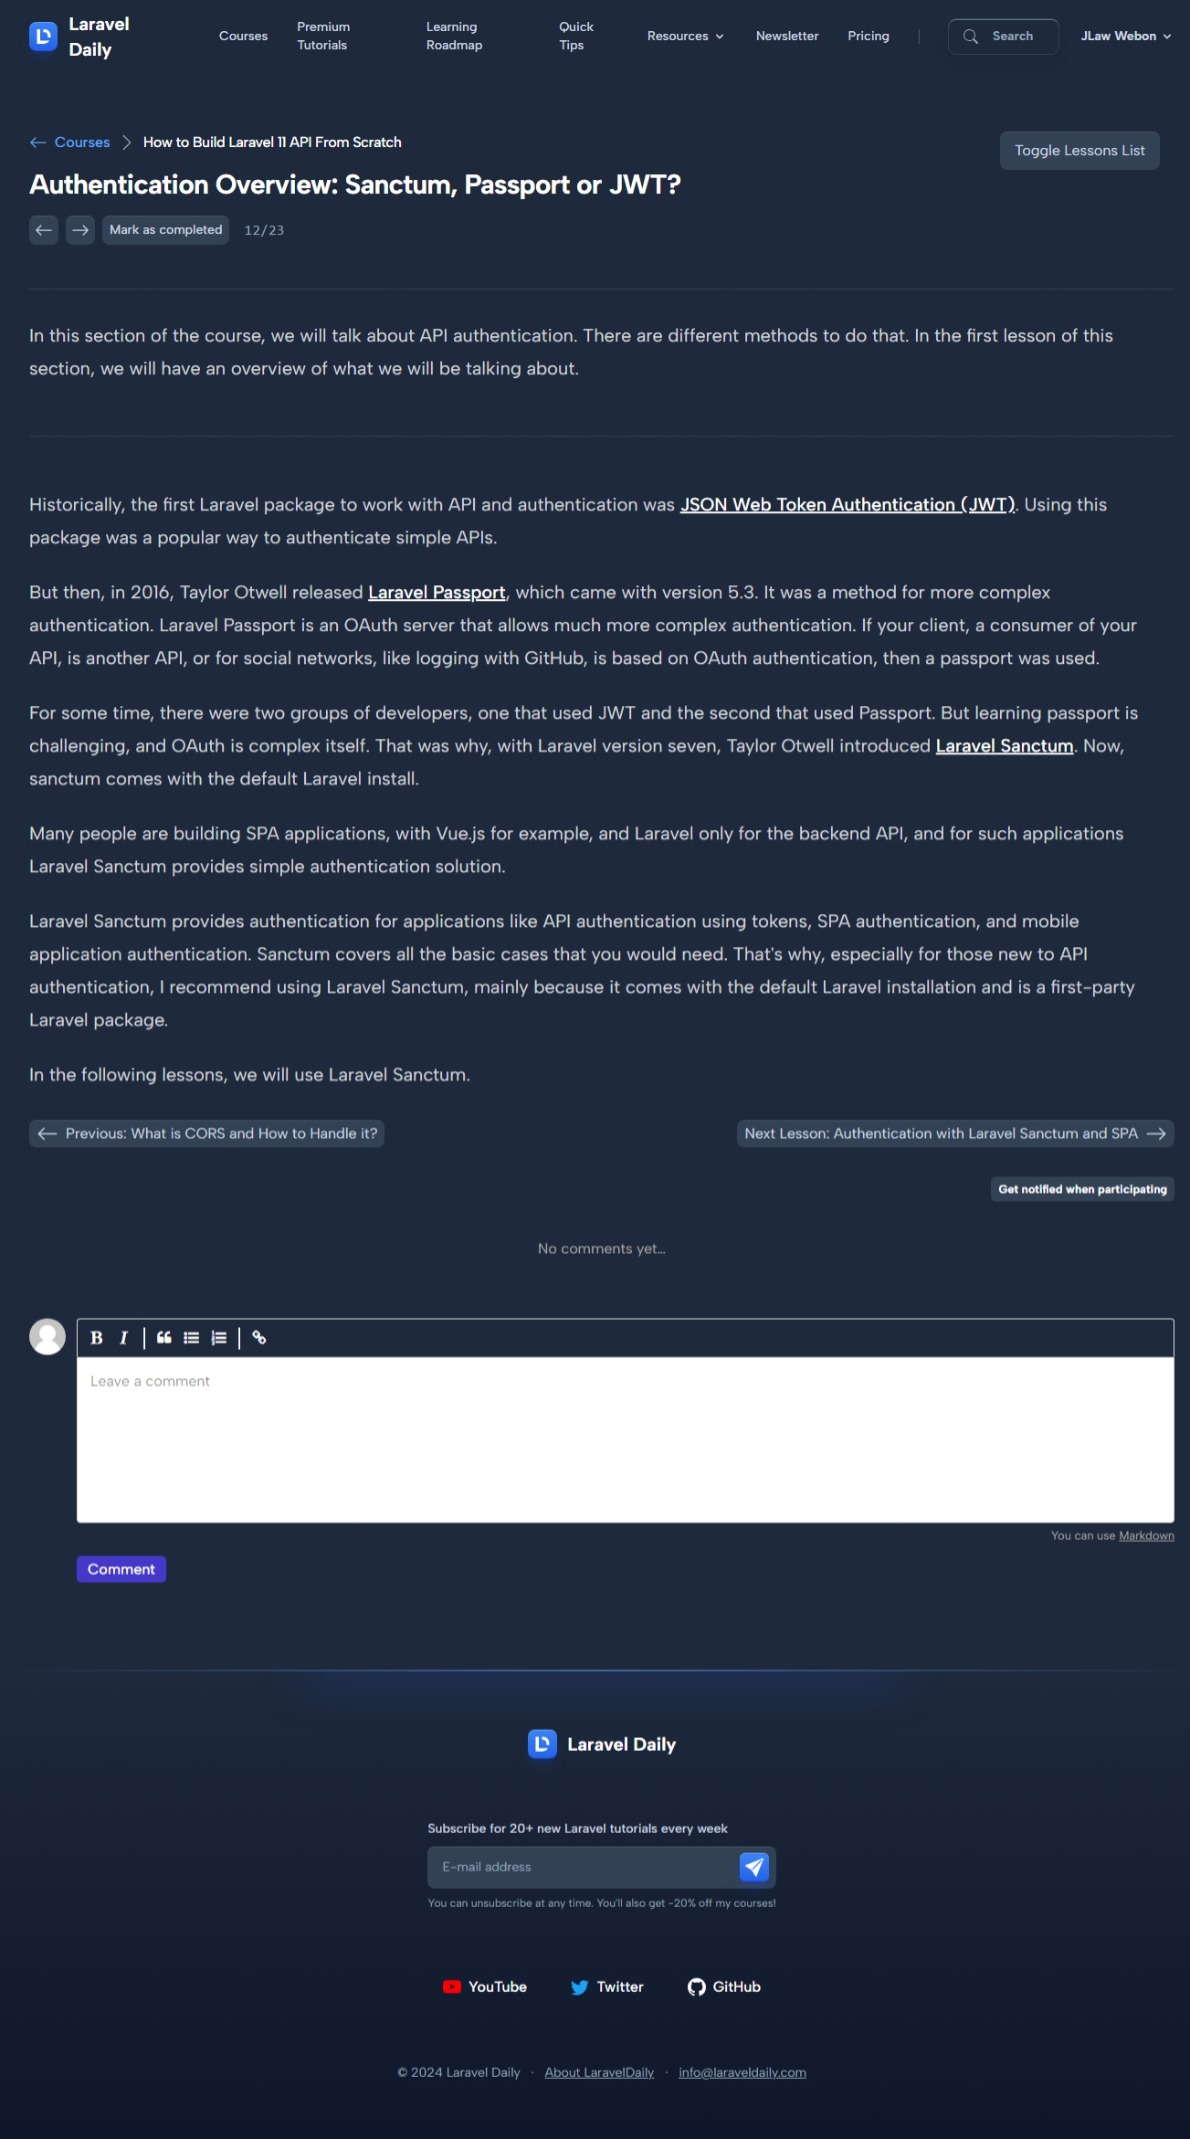 Laravel Daily
Courses
Premium Tutorials
Learning Roadmap
Quick Tips
Resources
Newsletter
Pricing
Search
JLaw Webon
Courses
How to Build Laravel 11 API From Scratch
Toggle Lessons List
Authentication Overview: Sanctum, Passport or JWT?
Mark as completed
12/23
In this section of the course, we will talk about API authentication. There are different methods to do that. In the first lesson of this
section, we will have an overview of what we will be talking about.
Historically, the first Laravel package to work with API and authentication was JSON Web Token Authentication (JWT). Using this
package was a popular way to authenticate simple APIs.
But then, in 2016, Taylor Otwell released Laravel Passport, which came with version 5.3. It was a method for more complex
authentication. Laravel Passport is an OAuth server that allows much more complex authentication. If your client, a consumer of your
API, is another API, or for social networks, like logging with GitHub, is based on OAuth authentication, then a passport was used.
For some time, there were two groups of developers, one that used JWT and the second that used Passport. But learning passport is
challenging, and OAuth is complex itself. That was why, with Laravel version seven, Taylor Otwell introduced Laravel Sanctum. Now,
sanctum comes with the default Laravel install.
Many people are building SPA applications, with Vue.js for example, and Laravel only for the backend API, and for such applications
Laravel Sanctum provides simple authentication solution.
Laravel Sanctum provides authentication for applications like API authentication using tokens, SPA authentication, and mobile
application authentication. Sanctum covers all the basic cases that you would need. That's why, especially for those new to API
authentication, I recommend using Laravel Sanctum, mainly because it comes with the default Laravel installation and is a first-party
Laravel package.
In the following lessons, we will use Laravel Sanctum.
Previous: What is CORS and How to Handle it?
Next Lesson: Authentication with Laravel Sanctum and SPA
Get notified when participating
No comments yet...
B I
Leave a comment
You can use Markdown
Comment
Laravel Daily
Subscribe for 20+ new Laravel tutorials every week
E-mail address
You can unsubscribe at any time. You'll also get -20% off my courses!
YouTube
Twitter
GitHub
© 2024 Laravel Daily · About LaravelDaily · info@laraveldaily.com